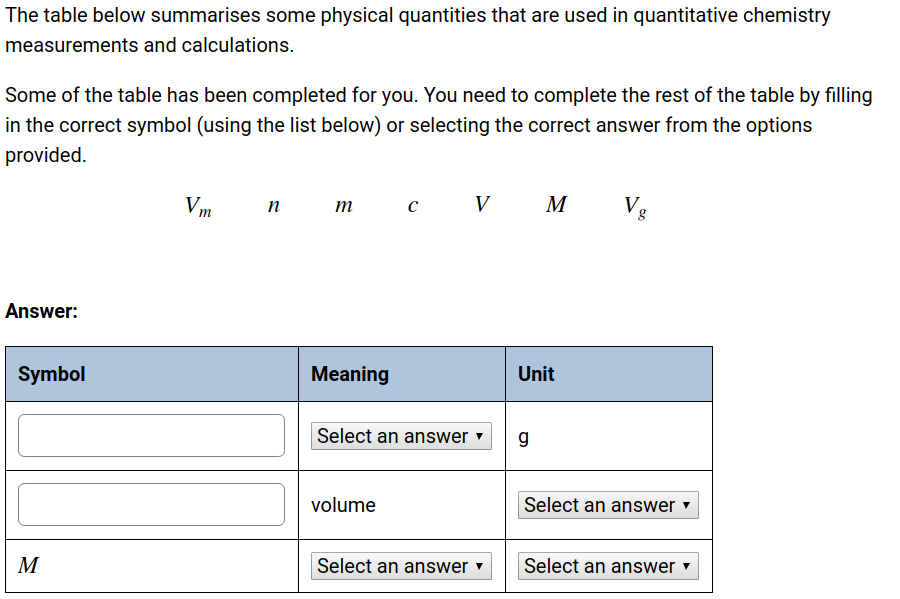 The table below summarises some physical quantities that are used in quantitative chemistry
measurements and calculations.
Some of the table has been completed for you. You need to complete the rest of the table by filling
in the correct symbol (using the list below) or selecting the correct answer from the options
provided.
Vm n m c V M Vg
Answer:
Symbol Meaning Unit
Select an answer ▾ g
volume Select an answer ▾
M Select an answer ▾ Select an answer ▾